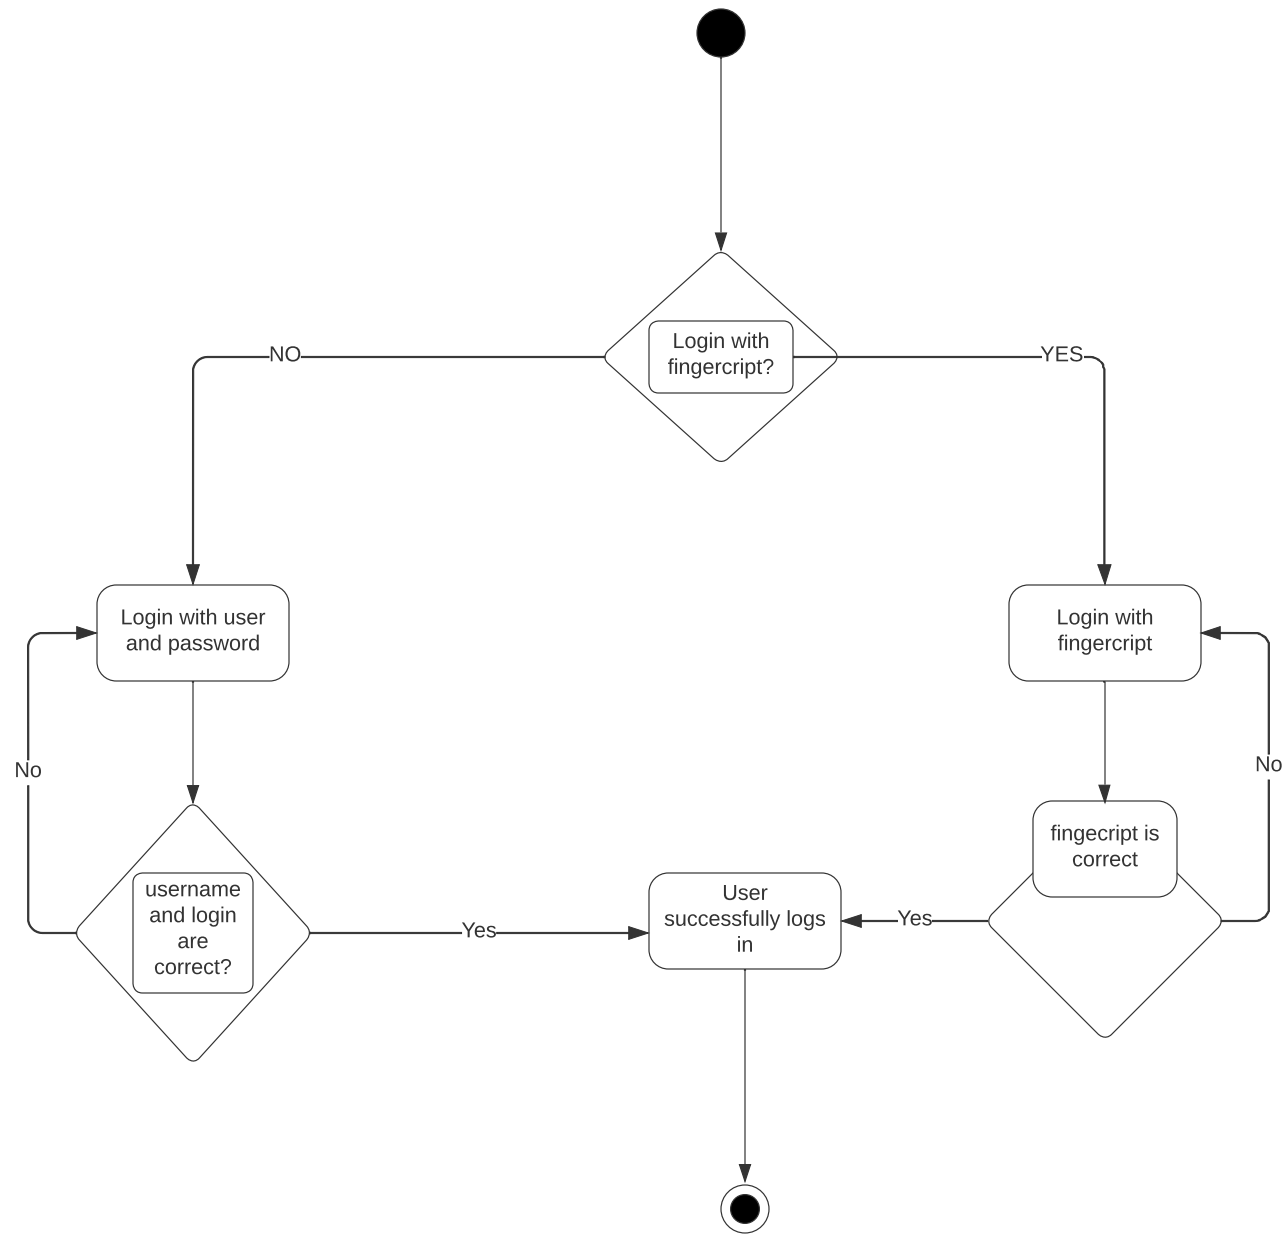 Login with
fingercript?
NO
YES
Login with user
and password
Login with
fingercript
No
No
fingecript is
correct
username
and login
are
correct?
Yes
User
successfully logs
in
Yes